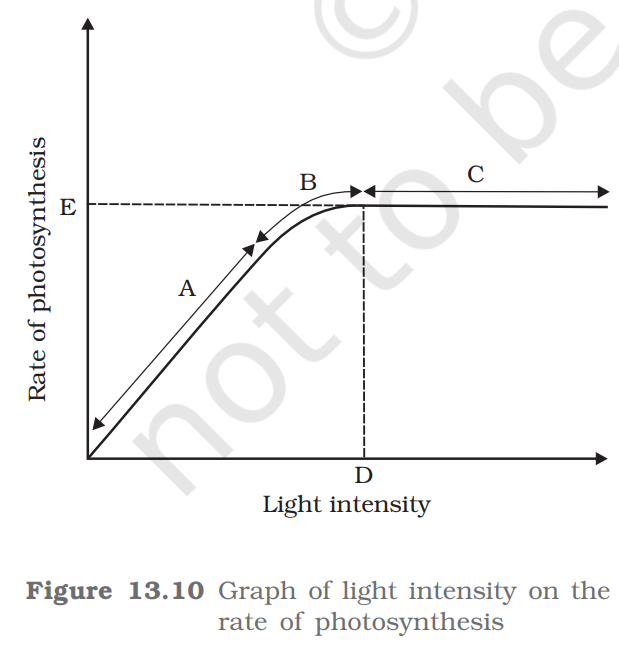 ©
not to be
B
C
E
A
Rate of photosynthesis
D
Light intensity
Figure 13.10 Graph of light intensity on the
rate of photosynthesis